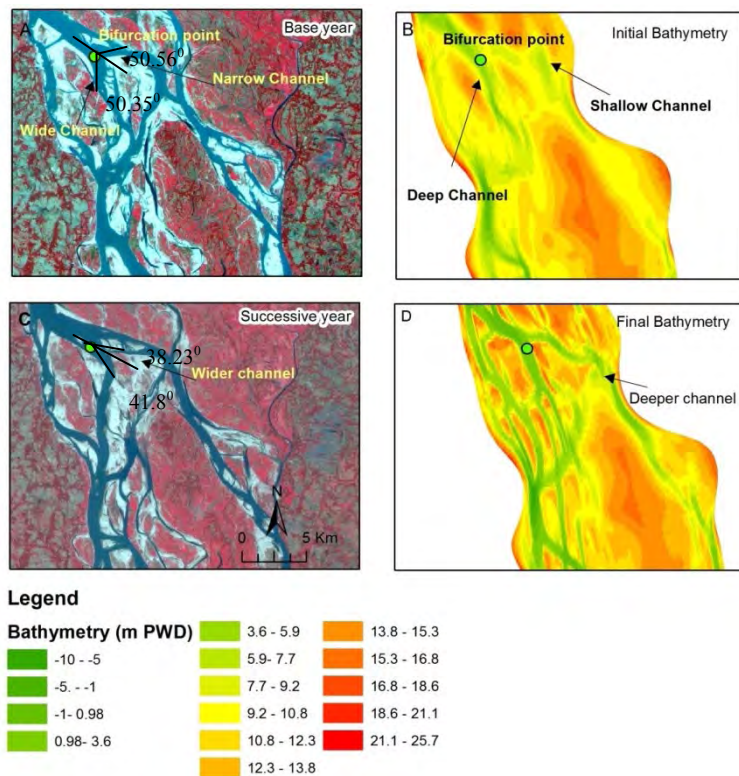 A
Base year
Bifurcation point
50.56⁰
Narrow Channel
50.35⁰
Wide Channel
B
Initial Bathymetry
Bifurcation point
Shallow Channel
Deep Channel
C
Successive year
38.23⁰
Wider channel
41.8⁰
N
0 5 Km
D
Final Bathymetry
Deeper channel
Legend
Bathymetry (m PWD)
-10 - -5
-5. - -1
-1- 0.98
0.98- 3.6
3.6 - 5.9
5.9- 7.7
7.7 - 9.2
9.2 - 10.8
10.8 - 12.3
12.3 - 13.8
13.8 - 15.3
15.3 - 16.8
16.8 - 18.6
18.6 - 21.1
21.1 - 25.7